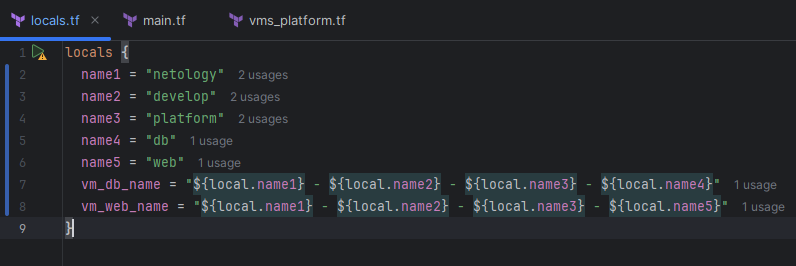 locals.tf × main.tf vms_platform.tf
1 locals {
2 name1 = "netology" 2 usages
3 name2 = "develop" 2 usages
4 name3 = "platform" 2 usages
5 name4 = "db" 1 usage
6 name5 = "web" 1 usage
7 vm_db_name = "${local.name1} - ${local.name2} - ${local.name3} - ${local.name4}" 1 usage
8 vm_web_name = "${local.name1} - ${local.name2} - ${local.name3} - ${local.name5}" 1 usage
9 }